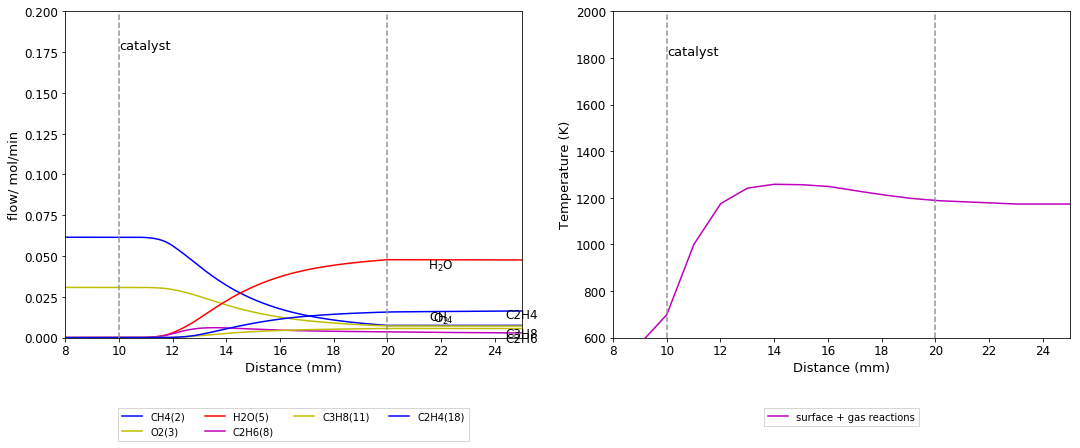 0.200
0.175
0.150
0.125
0.100
0.075
0.050
0.025
0.000
flow/ mol/min
catalyst
H₂O
C2H4
C3H8
C2H6
8 10 12 14 16 18 20 22 24
Distance (mm)
CH4(2) H2O(5) C3H8(11) C2H4(18)
O2(3) C2H6(8)
2000
1800
1600
1400
1200
1000
800
600
Temperature (K)
catalyst
8 10 12 14 16 18 20 22 24
Distance (mm)
surface + gas reactions